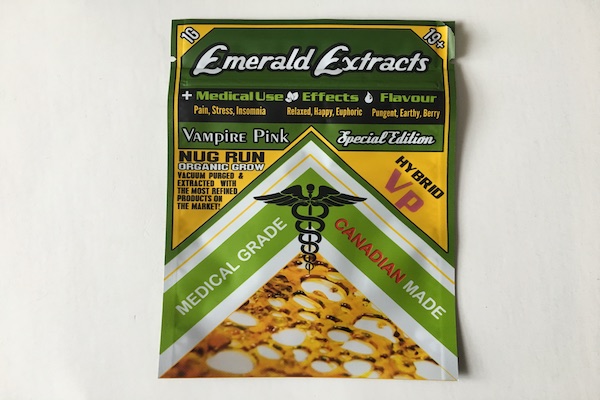 1G
19+
Emerald Extracts
+ Medical Use Effects Flavour
Pain, Stress, Insomnia Relaxed, Happy, Euphoric Pungent, Earthy, Berry
Vampire Pink Special Edition
NUG RUN
ORGANIC GROW
VACUUM PURGED &
EXTRACTED WITH
THE MOST REFINED
PRODUCTS ON
THE MARKET!
HYBRID
VP
MEDICAL GRADE
CANADIAN MADE